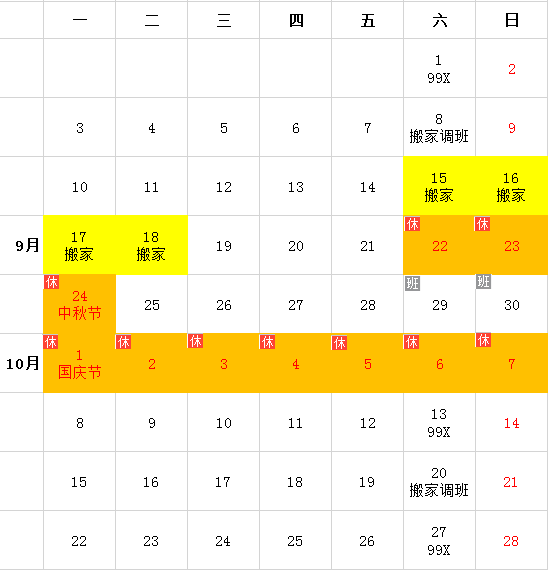 一 二 三 四 五 六 日
1 2
99X
3 4 5 6 7 8 9
搬家调班
10 11 12 13 14 15 16
搬家 搬家
休 休
9月 17 18 19 20 21 22 23
搬家 搬家
休 班 班
24 25 26 27 28 29 30
中秋节
休 休 休 休 休 休 休
10月 1 2 3 4 5 6 7
国庆节
8 9 10 11 12 13 14
99X
15 16 17 18 19 20 21
搬家调班
22 23 24 25 26 27 28
99X